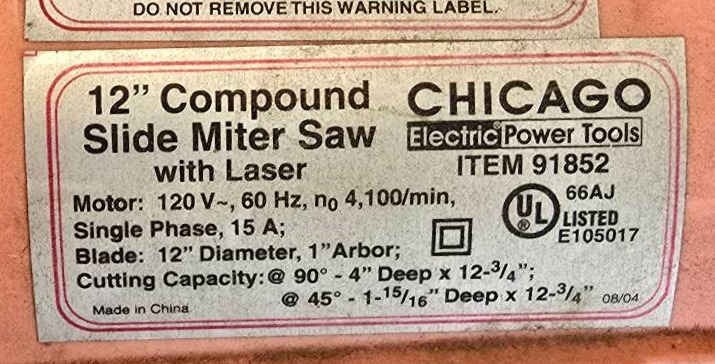 DO NOT REMOVE THIS WARNING LABEL.
12" Compound
Slide Miter Saw
with Laser
CHICAGO
Electric® Power Tools
ITEM 91852
Motor: 120 V~, 60 Hz, n₀ 4,100/min,
Single Phase, 15 A;
Blade: 12" Diameter, 1"Arbor;
Cutting Capacity: @ 90° - 4" Deep x 12-3/4";
@ 45° - 1-15/16" Deep x 12-3/4"
UL®
66AJ
LISTED
E105017
Made in China
08/04